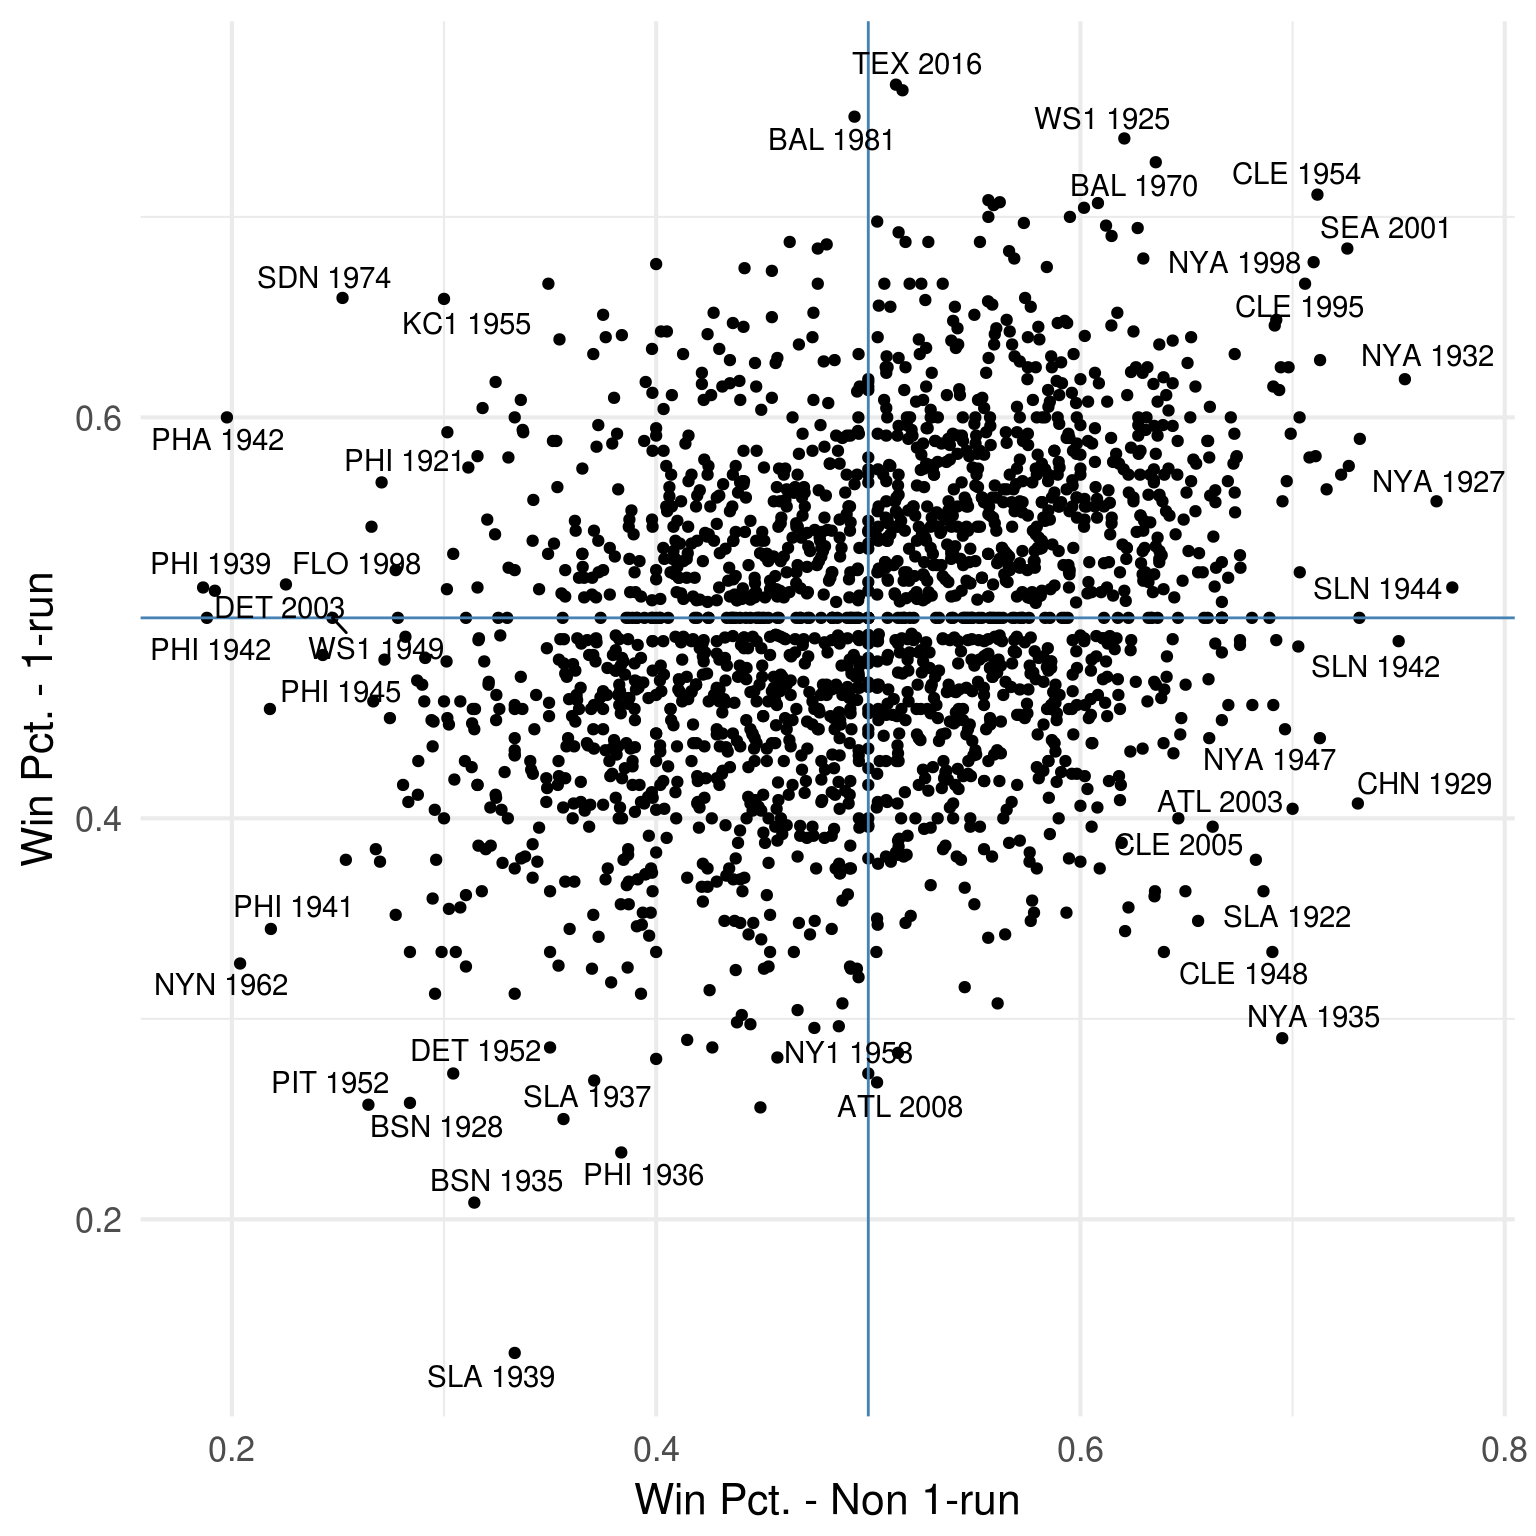 TEX 2016
WS1 1925
BAL 1981
CLE 1954
BAL 1970
SEA 2001
NYA 1998
SDN 1974
CLE 1995
KC1 1955
NYA 1932
0.6
PHA 1942
PHI 1921
NYA 1927
PHI 1939
FLO 1998
SLN 1944
DET 2003
PHI 1942
WS1 1949
SLN 1942
PHI 1945
NYA 1947
CHN 1929
ATL 2003
0.4
CLE 2005
PHI 1941
SLA 1922
CLE 1948
NYN 1962
NYA 1935
DET 1952
NY1 1953
PIT 1952
SLA 1937
ATL 2008
BSN 1928
BSN 1935
PHI 1936
0.2
SLA 1939
Win Pct. - 1-run
0.2
0.4
0.6
0.8
Win Pct. - Non 1-run